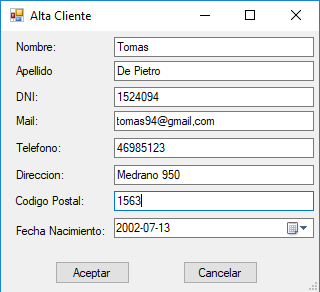 Alta Cliente
Nombre: Tomas
Apellido De Pietro
DNI: 1524094
Mail: tomas94@gmail,com
Telefono: 46985123
Direccion: Medrano 950
Codigo Postal: 1563
Fecha Nacimiento: 2002-07-13
Aceptar Cancelar